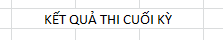 KẾT QUẢ THI CUỐI KỲ